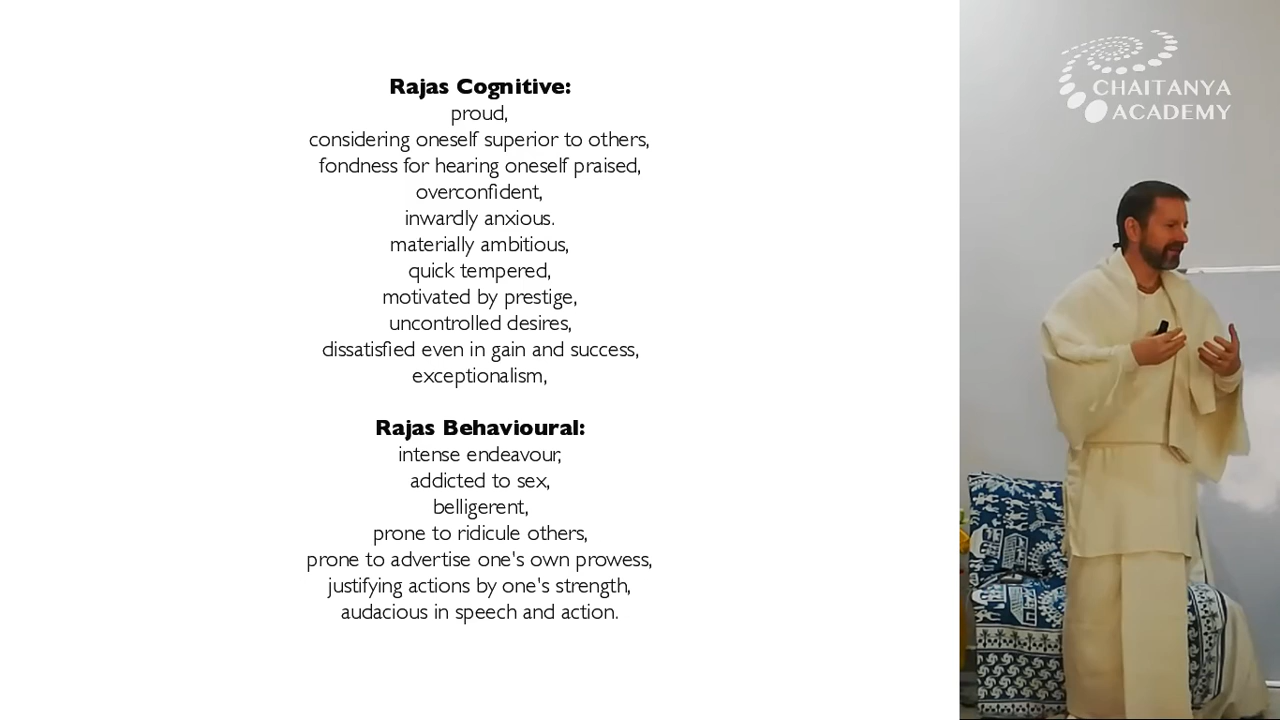 Rajas Cognitive:
proud,
considering oneself superior to others,
fondness for hearing oneself praised,
overconfident,
inwardly anxious.
materially ambitious,
quick tempered,
motivated by prestige,
uncontrolled desires,
dissatisfied even in gain and success,
exceptionalism,
Rajas Behavioural:
intense endeavour,
addicted to sex,
belligerent,
prone to ridicule others,
prone to advertise one's own prowess,
justifying actions by one's strength,
audacious in speech and action.
CHAITANYA
ACADEMY